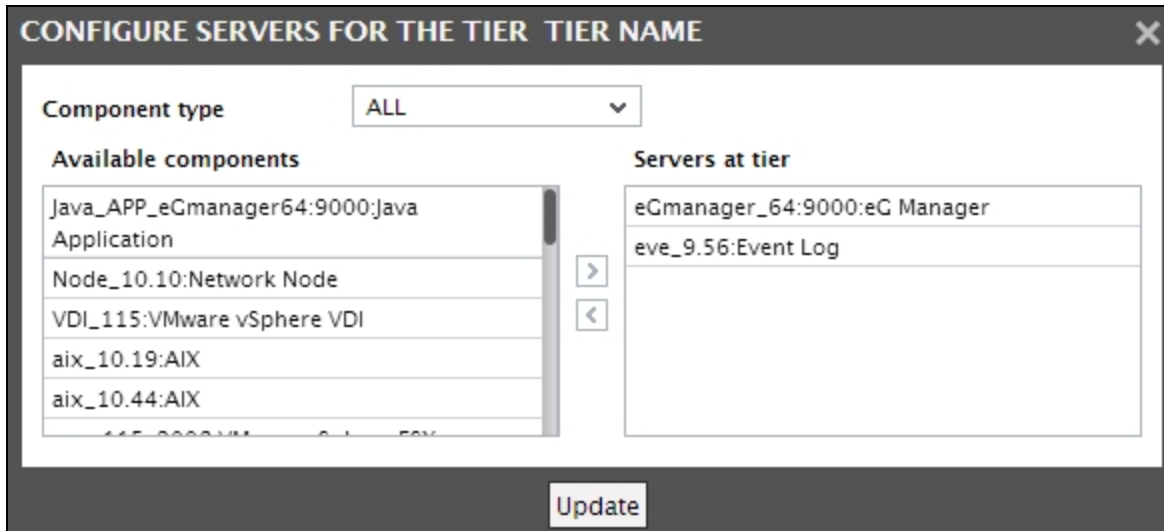 CONFIGURE SERVERS FOR THE TIER TIER NAME
Component type
ALL
Available components
Servers at tier
Java_APP_eGmanager64:9000:Java
Application
Node_10.10:Network Node
VDI_115:VMware vSphere VDI
aix_10.19:AIX
aix_10.44:AIX
eGmanager_64:9000:eG Manager
eve_9.56:Event Log
>
<
Update